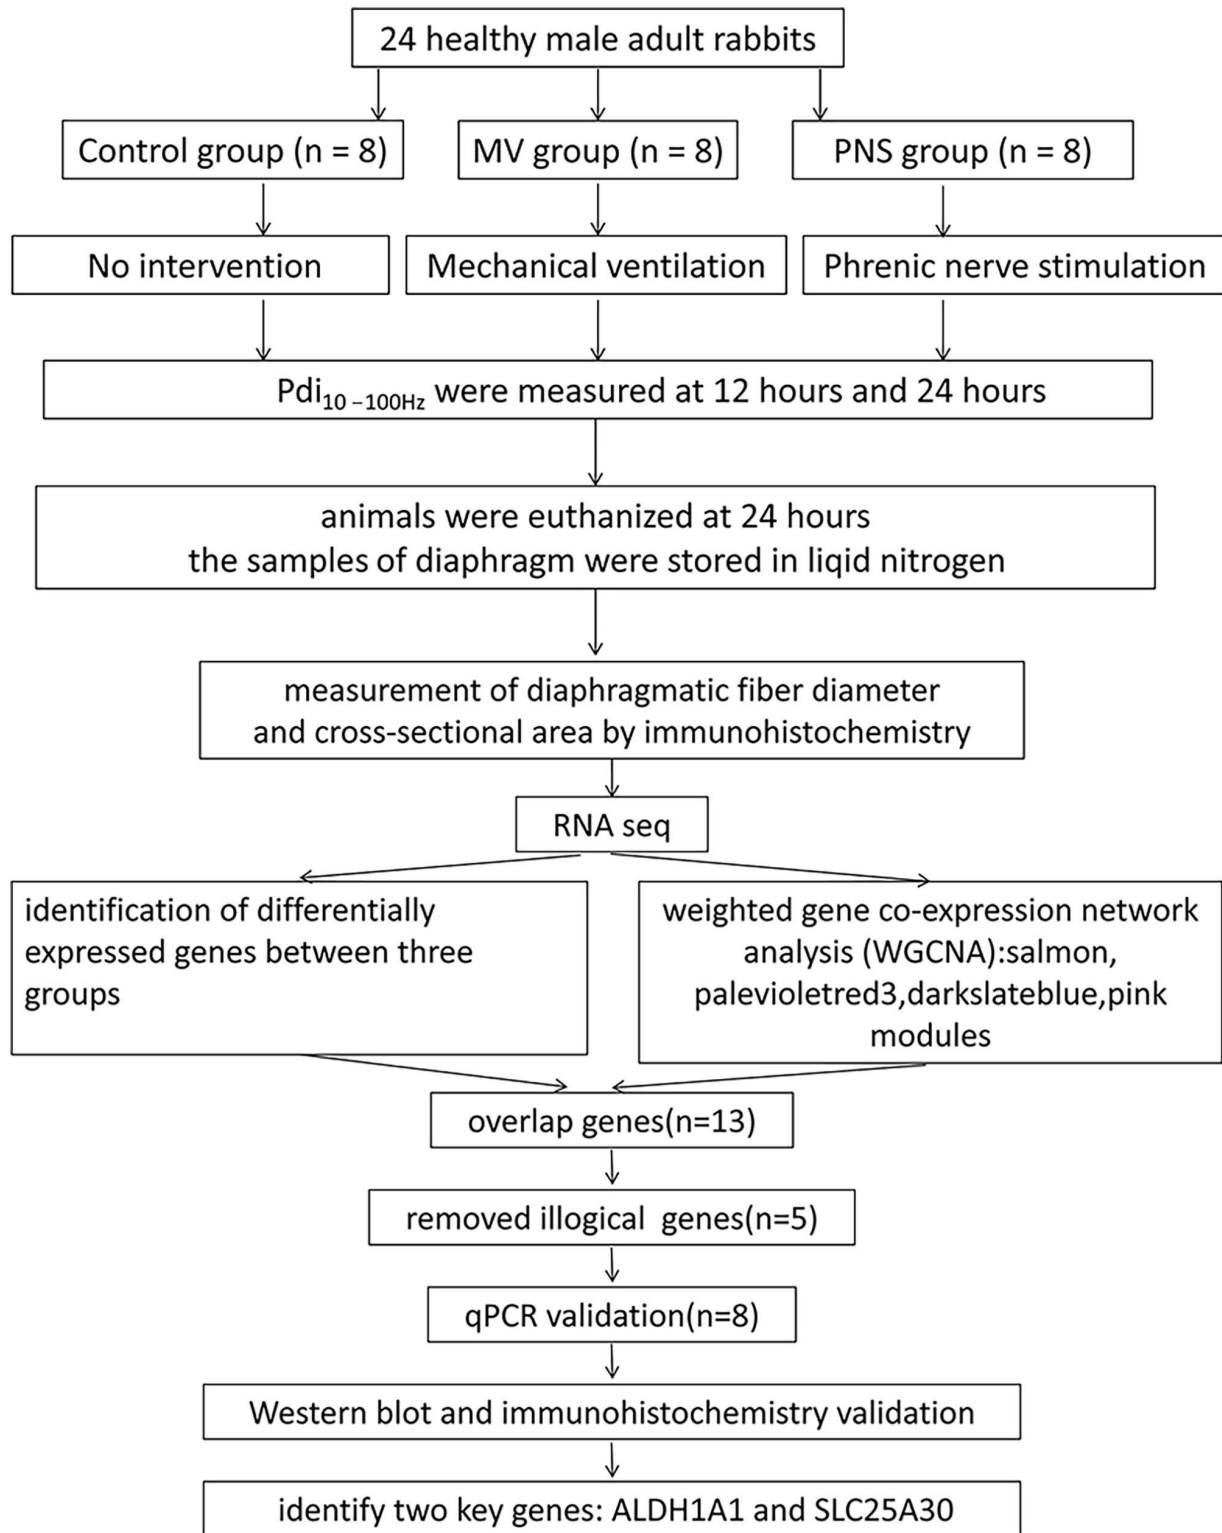 24 healthy male adult rabbits
Control group (n = 8)
MV group (n = 8)
PNS group (n = 8)
No intervention
Mechanical ventilation
Phrenic nerve stimulation
Pdi10 –100Hz were measured at 12 hours and 24 hours
animals were euthanized at 24 hours
the samples of diaphragm were stored in liqid nitrogen
measurement of diaphragmatic fiber diameter
and cross-sectional area by immunohistochemistry
RNA seq
identification of differentially
expressed genes between three
groups
weighted gene co-expression network
analysis (WGCNA):salmon,
palevioletred3,darkslateblue,pink
modules
overlap genes(n=13)
removed illogical genes(n=5)
qPCR validation(n=8)
Western blot and immunohistochemistry validation
identify two key genes: ALDH1A1 and SLC25A30